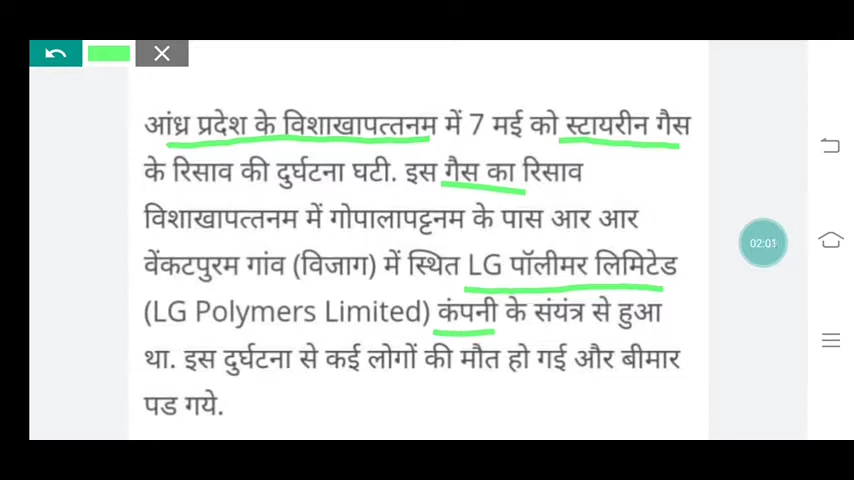 आंध्र प्रदेश के विशाखापत्तनम में 7 मई को स्टायरीन गैस
के रिसाव की दुर्घटना घटी. इस गैस का रिसाव
विशाखापत्तनम में गोपालापट्टनम के पास आर आर
वेंकटपुरम गांव (विजाग) में स्थित LG पॉलीमर लिमिटेड
(LG Polymers Limited) कंपनी के संयंत्र से हुआ
था. इस दुर्घटना से कई लोगों की मौत हो गई और बीमार
पड गये.
02:01